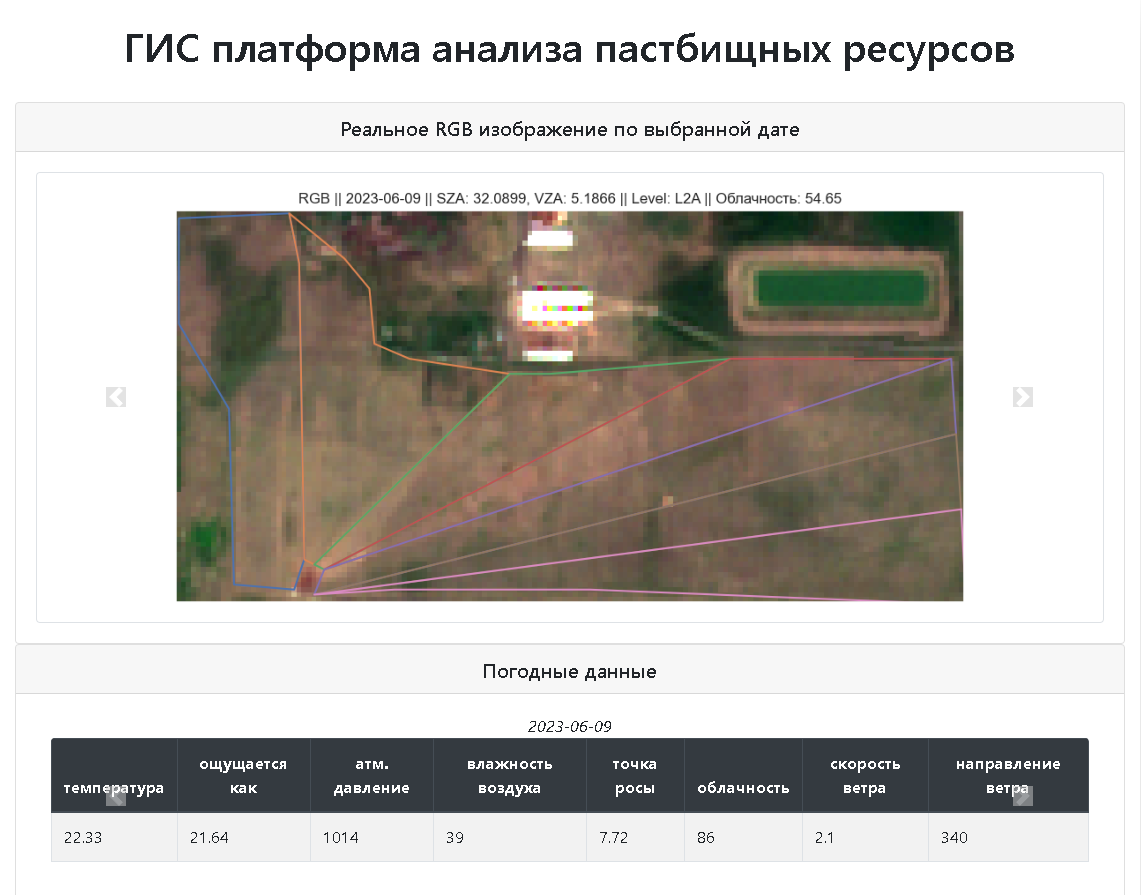 ГИС платформа анализа пастбищных ресурсов
Реальное RGB изображение по выбранной дате
RGB || 2023-06-09 || SZA: 32.0899, VZA: 5.1866 || Level: L2A || Облачность: 54.65
Погодные данные
2023-06-09
ощущается атм. влажность точка скорость направление
температура как давление воздуха росы облачность ветра ветра
22.33 21.64 1014 39 7.72 86 2.1 340